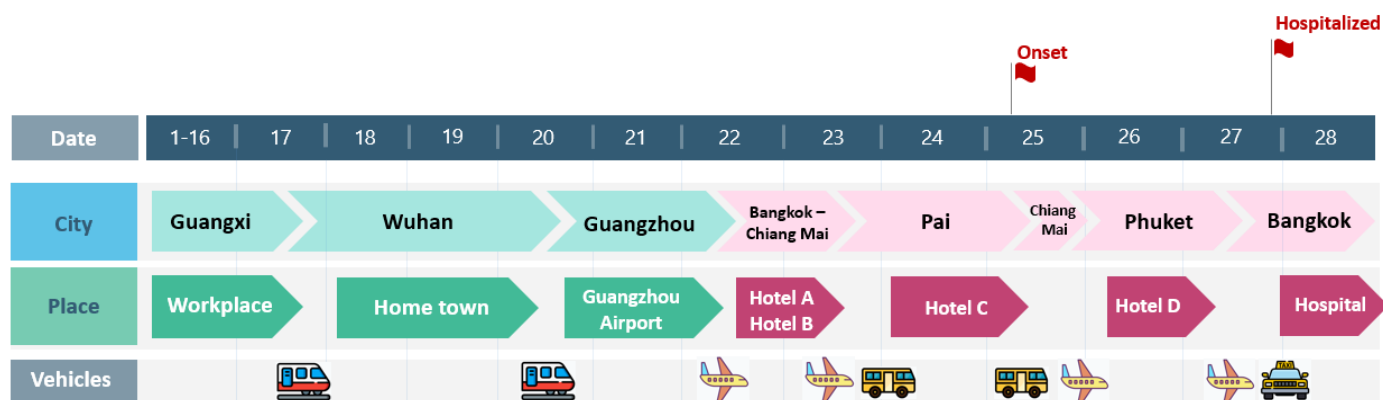 Hospitalized
Onset
Date 1-16 17 18 19 20 21 22 23 24 25 26 27 28
City Guangxi Wuhan Guangzhou Bangkok – Chiang Mai Pai Chiang Mai Phuket Bangkok
Place Workplace Home town Guangzhou Airport Hotel A Hotel B Hotel C Hotel D Hospital
Vehicles TAXI